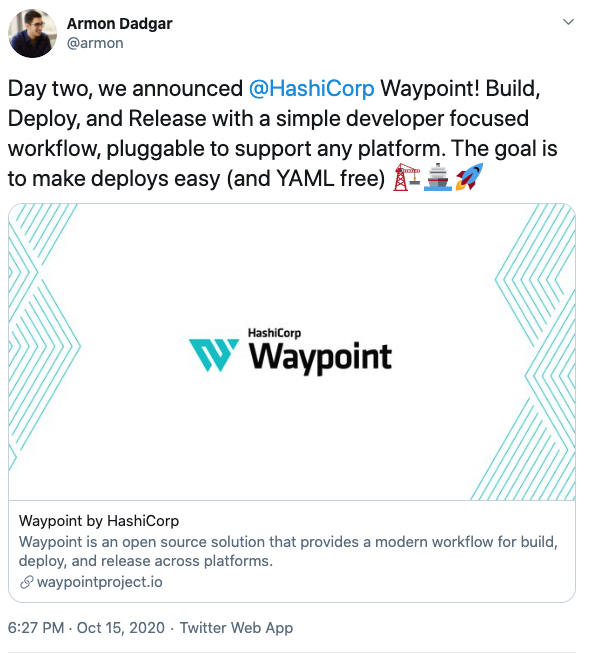 Armon Dadgar
@armon
Day two, we announced @HashiCorp Waypoint! Build,
Deploy, and Release with a simple developer focused
workflow, pluggable to support any platform. The goal is
to make deploys easy (and YAML free) 🏗️🛳️🚀
HashiCorp
Waypoint
Waypoint by HashiCorp
Waypoint is an open source solution that provides a modern workflow for build,
deploy, and release across platforms.
waypointproject.io
6:27 PM · Oct 15, 2020 · Twitter Web App